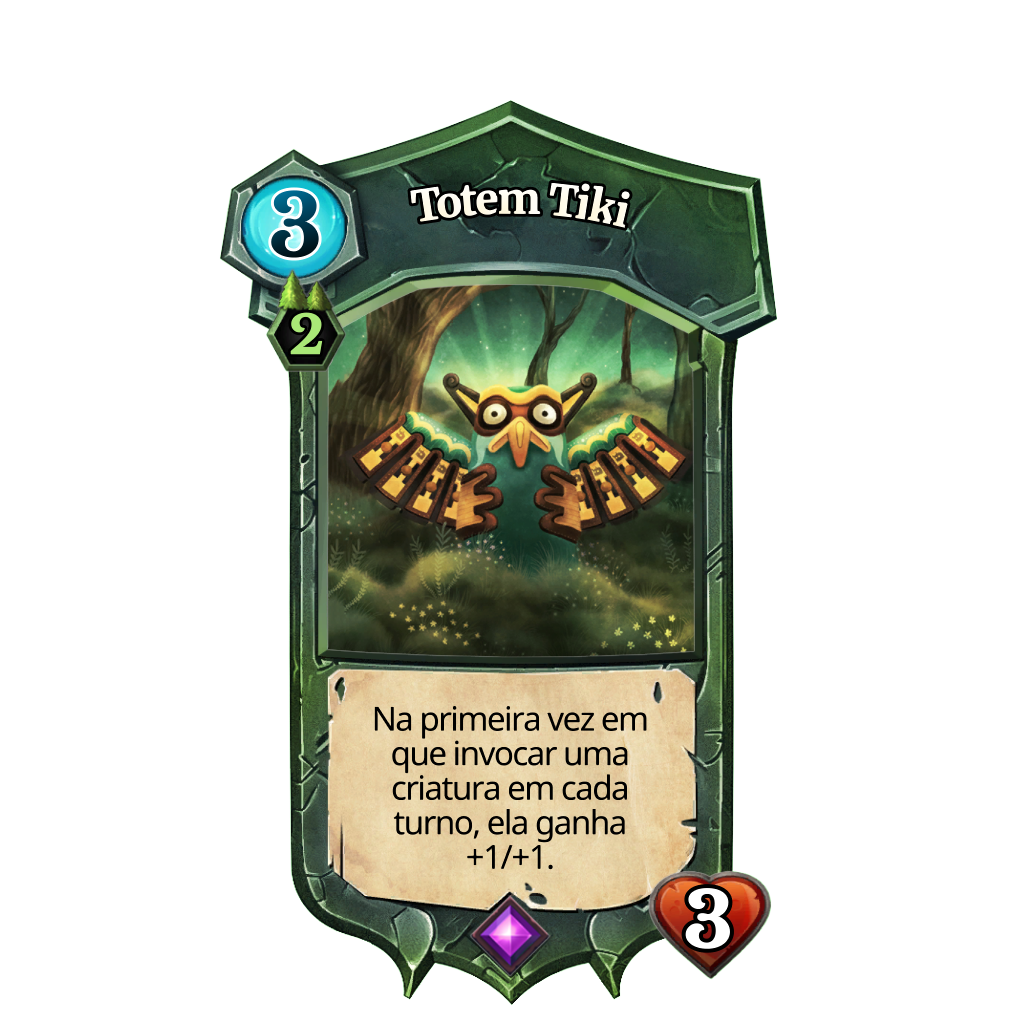 3
Totem Tiki
2
Na primeira vez em
que invocar uma
criatura em cada
turno, ela ganha
+1/+1.
3